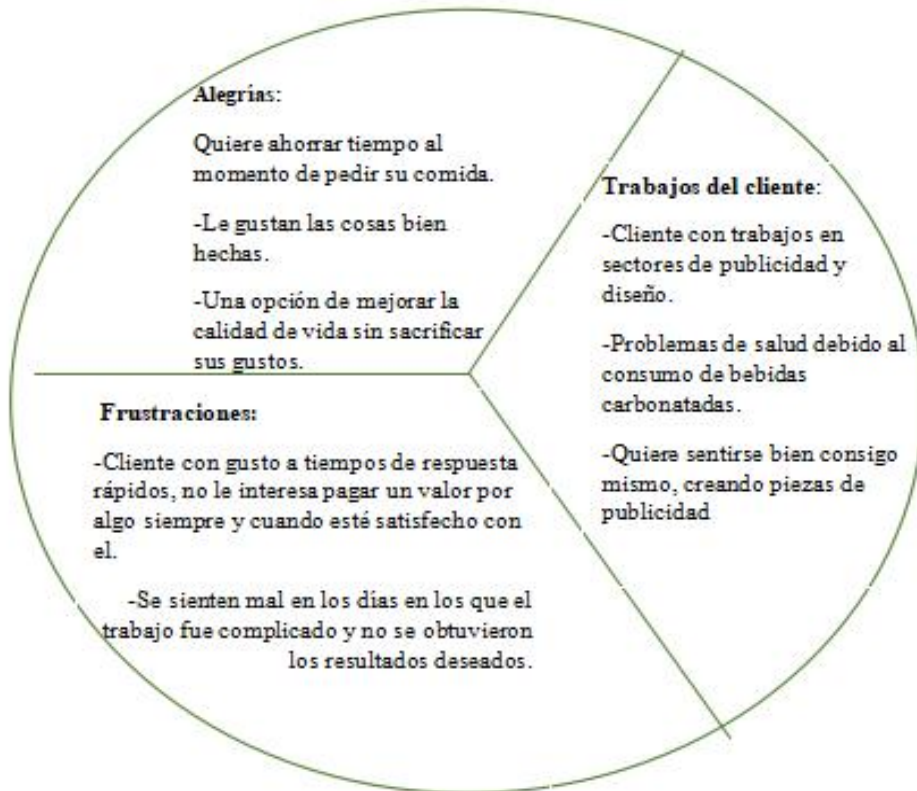 Alegrías:
Quiere ahorrar tiempo al
momento de pedir su comida.
-Le gustan las cosas bien
hechas.
-Una opción de mejorar la
calidad de vida sin sacrificar
sus gustos.
Trabajos del cliente:
-Cliente con trabajos en
sectores de publicidad y
diseño.
-Problemas de salud debido al
consumo de bebidas
carbonatadas.
-Quiere sentirse bien consigo
mismo, creando piezas de
publicidad
Frustraciones:
-Cliente con gusto a tiempos de respuesta
rápidos, no le interesa pagar un valor por
algo siempre y cuando esté satisfecho con
el.
-Se sienten mal en los días en los que el
trabajo fue complicado y no se obtuvieron
los resultados deseados.